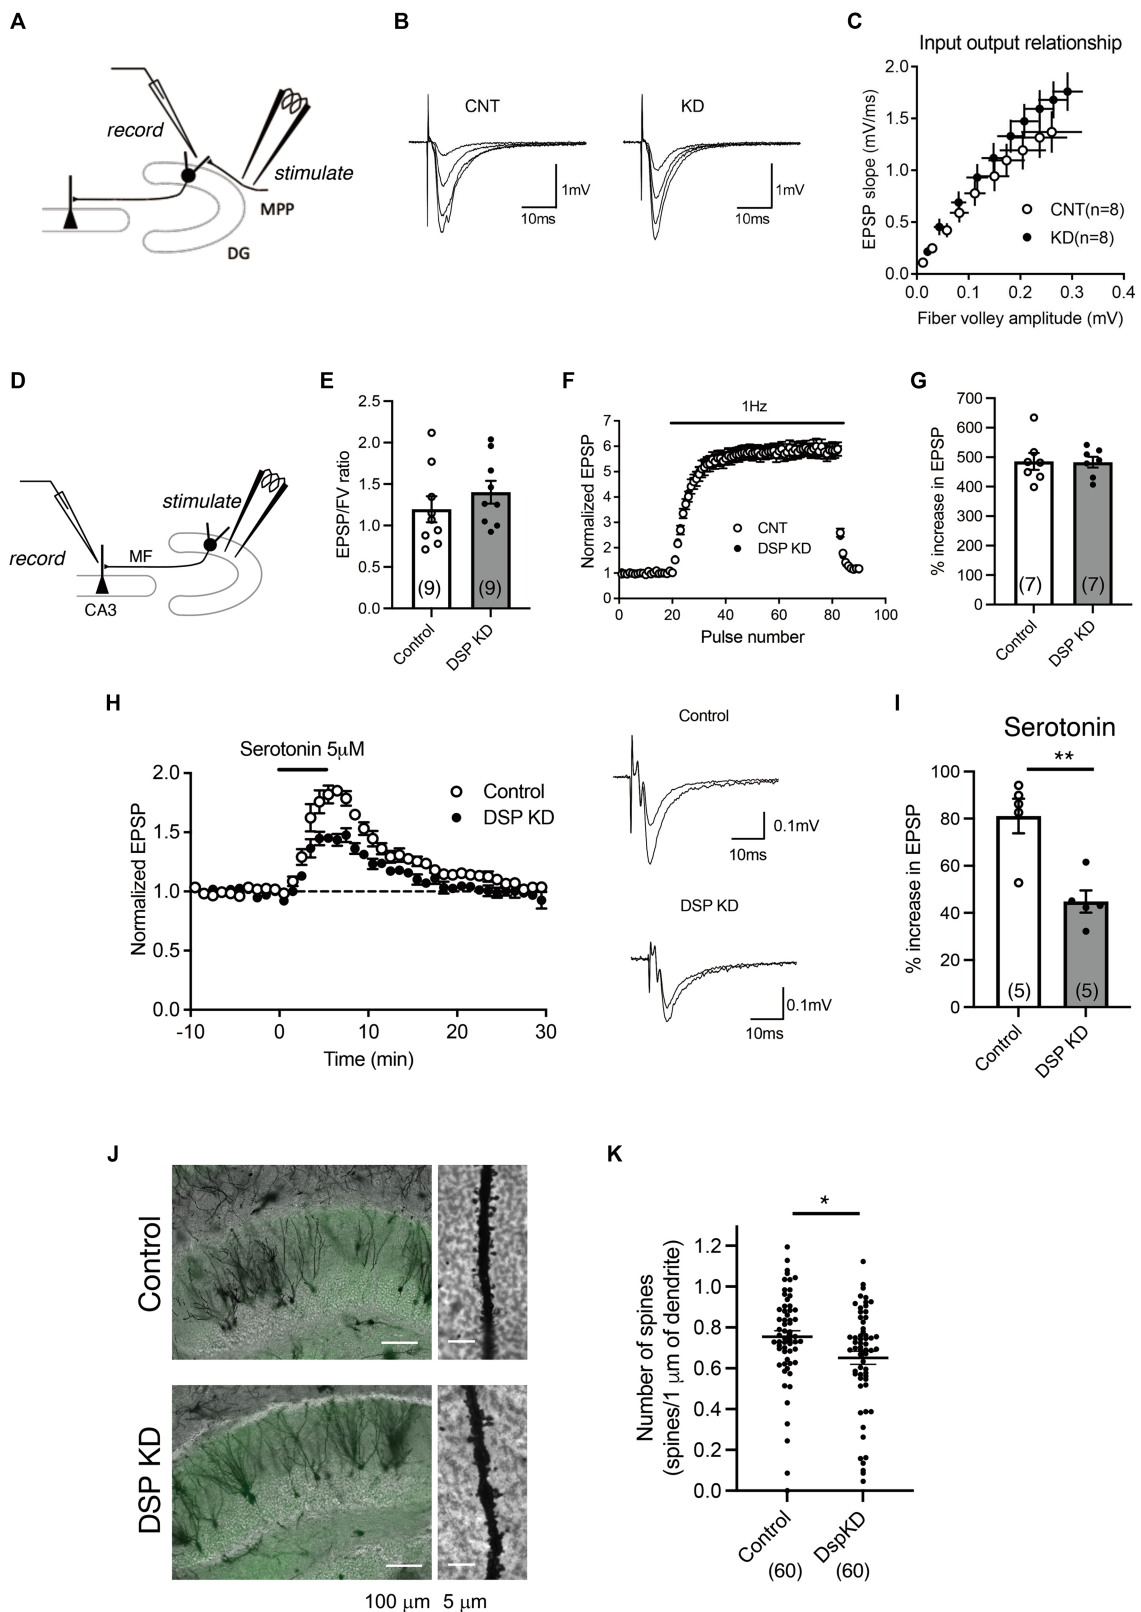 A
record
stimulate
MPP
DG
B
CNT
KD
1mV
10ms
1mV
10ms
C
Input output relationship
EPSP slope (mV/ms)
2.0
1.5
1.0
0.5
0.0
CNT(n=8)
KD(n=8)
0.0 0.1 0.2 0.3 0.4
Fiber volley amplitude (mV)
D
record
stimulate
MF
CA3
E
EPSP/FV ratio
2.5
2.0
1.5
1.0
0.5
0.0
(9) (9)
Control DSP KD
F
1Hz
Normalized EPSP
7
6
5
4
3
2
1
0
CNT
DSP KD
0 20 40 60 80 100
Pulse number
G
% increase in EPSP
700
600
500
400
300
200
100
0
(7) (7)
Control DSP KD
H
Serotonin 5μM
Normalized EPSP
2.0
1.5
1.0
0.5
0.0
Control
DSP KD
-10 0 10 20 30
Time (min)
Control
0.1mV
10ms
DSP KD
0.1mV
10ms
I
Serotonin
**
% increase in EPSP
100
80
60
40
20
0
(5) (5)
Control DSP KD
J
Control
DSP KD
100 μm 5 μm
K
*
Number of spines
(spines/1 μm of dendrite)
1.2
1.0
0.8
0.6
0.4
0.2
0.0
Control DspKD
(60) (60)